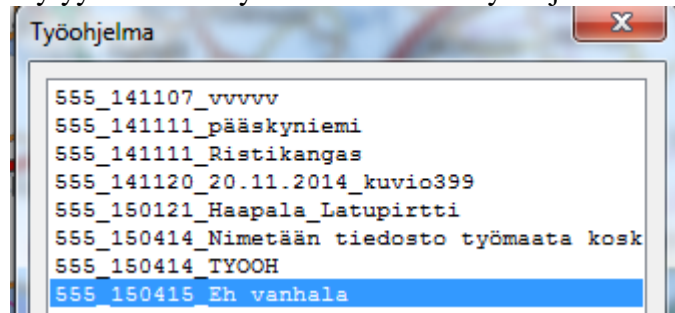 Työohjelma
555_141107_vvvvv
555_141111_pääskyniemi
555_141111_Ristikangas
555_141120_20.11.2014_kuvio399
555_150121_Haapala_Latupirtti
555_150414_Nimetään tiedosto työmaata kosk
555_150414_TYOOH
555_150415_Eh vanhala